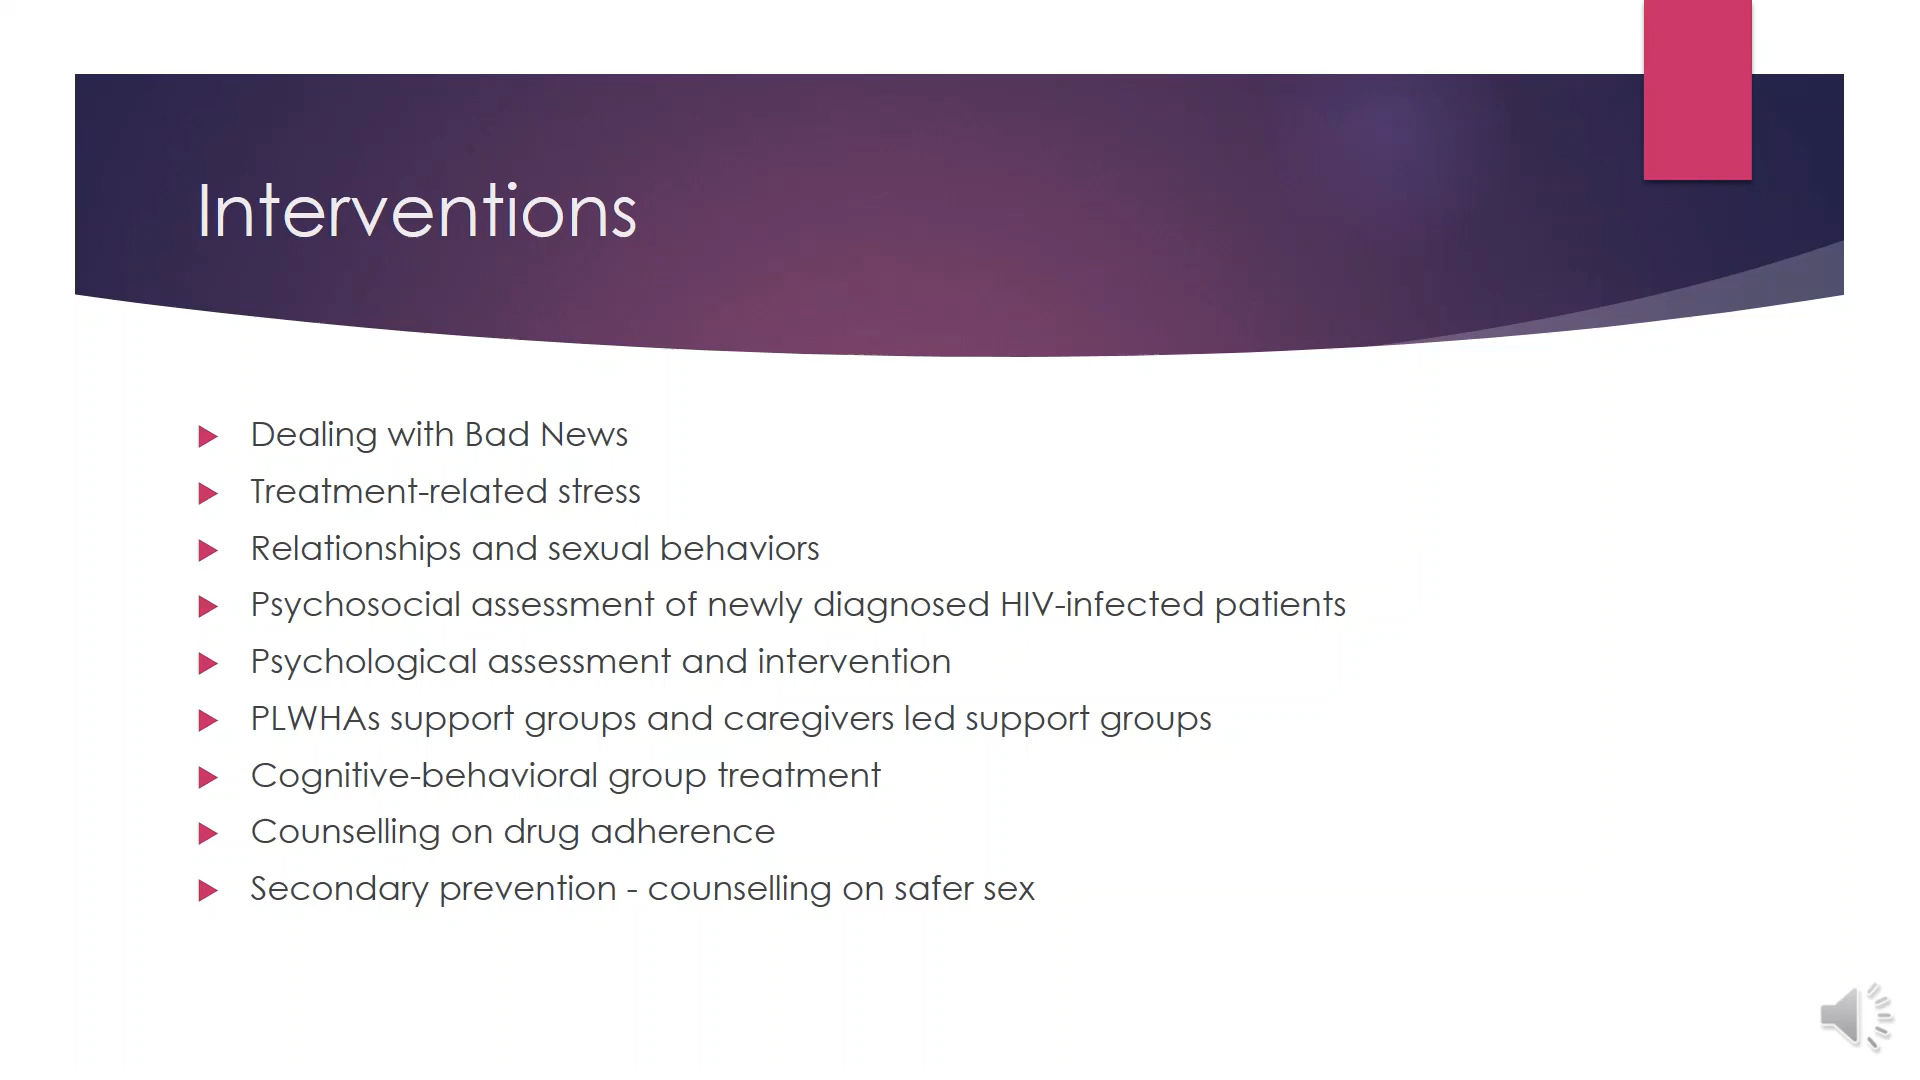 Interventions
Dealing with Bad News
Treatment-related stress
Relationships and sexual behaviors
Psychosocial assessment of newly diagnosed HIV-infected patients
Psychological assessment and intervention
PLWHAs support groups and caregivers led support groups
Cognitive-behavioral group treatment
Counselling on drug adherence
Secondary prevention - counselling on safer sex